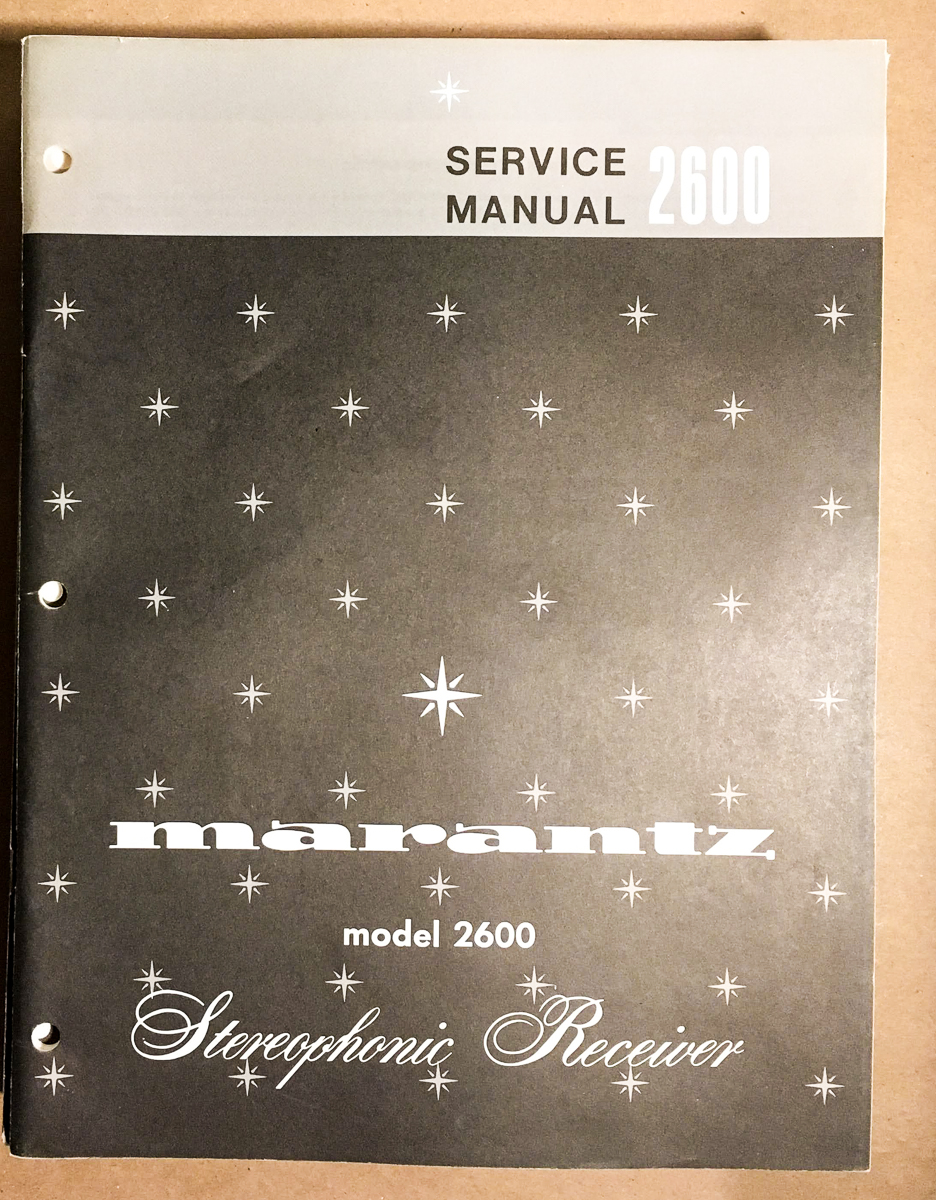 SERVICE
MANUAL 2600
marantz
model 2600
Stereophonic Receiver